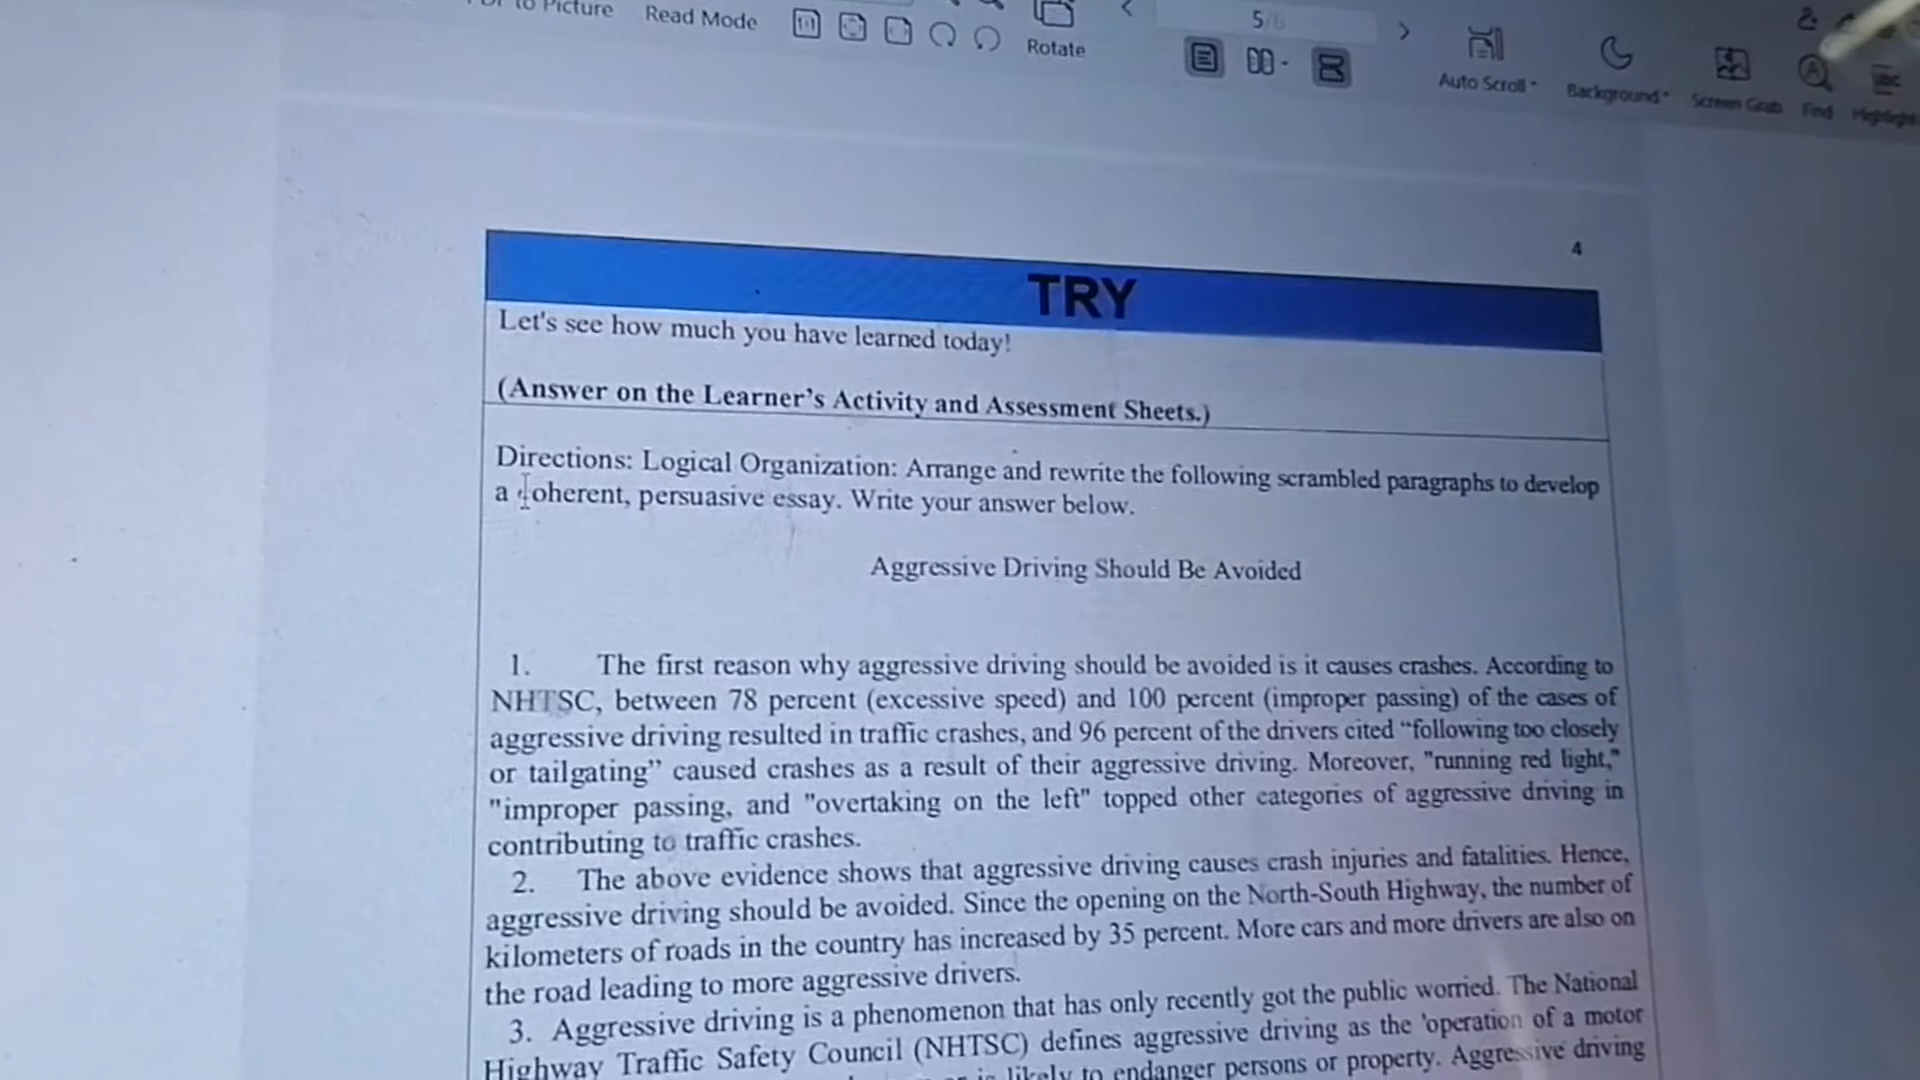 to Picture
Read Mode
Rotate
5/6
Auto Scroll
Background
Screen Grab
Find
Highlight
4
TRY
Let's see how much you have learned today!
(Answer on the Learner's Activity and Assessment Sheets.)
Directions: Logical Organization: Arrange and rewrite the following scrambled paragraphs to develop
a coherent, persuasive essay. Write your answer below.
Aggressive Driving Should Be Avoided
1. The first reason why aggressive driving should be avoided is it causes crashes. According to
NHTSC, between 78 percent (excessive speed) and 100 percent (improper passing) of the cases of
aggressive driving resulted in traffic crashes, and 96 percent of the drivers cited “following too closely
or tailgating” caused crashes as a result of their aggressive driving. Moreover, "running red light,"
"improper passing, and "overtaking on the left" topped other categories of aggressive driving in
contributing to traffic crashes.
2. The above evidence shows that aggressive driving causes crash injuries and fatalities. Hence,
aggressive driving should be avoided. Since the opening on the North-South Highway, the number of
kilometers of roads in the country has increased by 35 percent. More cars and more drivers are also on
the road leading to more aggressive drivers.
3. Aggressive driving is a phenomenon that has only recently got the public worried. The National
Highway Traffic Safety Council (NHTSC) defines aggressive driving as the 'operation of a motor
is likely to endanger persons or property. Aggressive driving